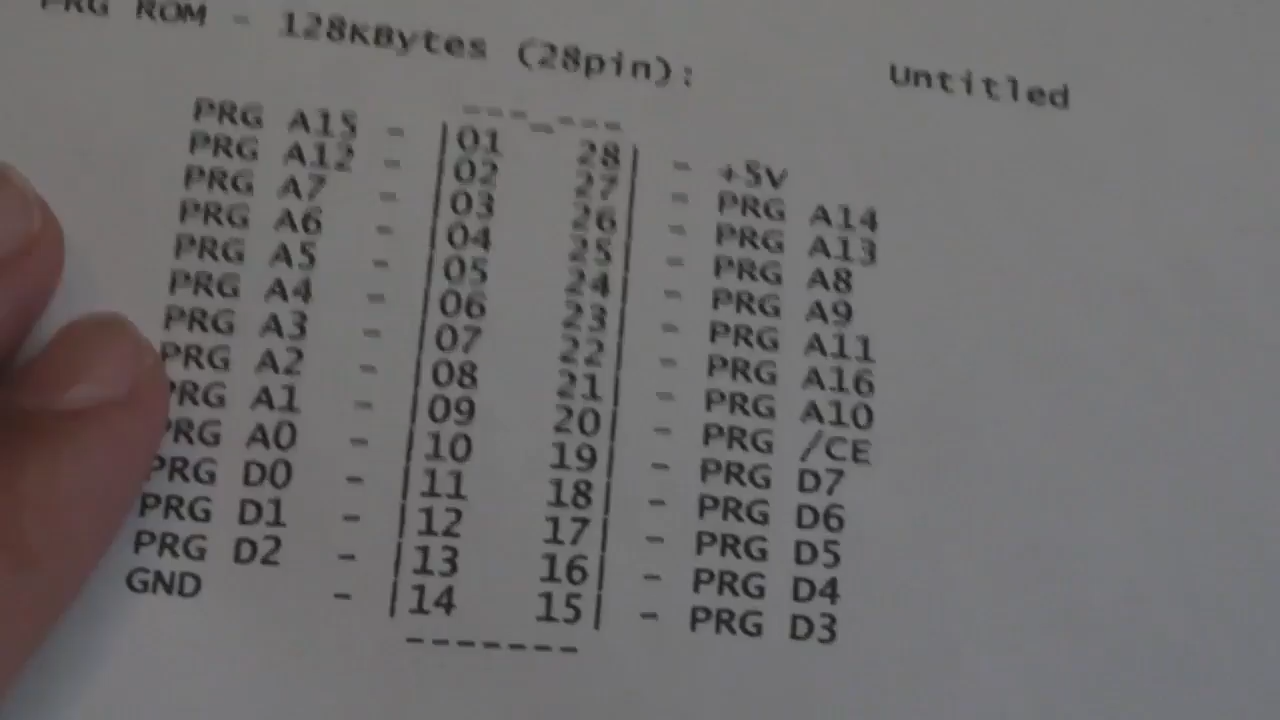 PRG ROM - 128KBytes (28pin): Untitled
---_---
PRG A15 - |01 28| - +5V
PRG A12 - |02 27| - PRG A14
PRG A7 - |03 26| - PRG A13
PRG A6 - |04 25| - PRG A8
PRG A5 - |05 24| - PRG A9
PRG A4 - |06 23| - PRG A11
PRG A3 - |07 22| - PRG A16
PRG A2 - |08 21| - PRG A10
PRG A1 - |09 20| - PRG /CE
PRG A0 - |10 19| - PRG D7
PRG D0 - |11 18| - PRG D6
PRG D1 - |12 17| - PRG D5
PRG D2 - |13 16| - PRG D4
GND - |14 15| - PRG D3
-------